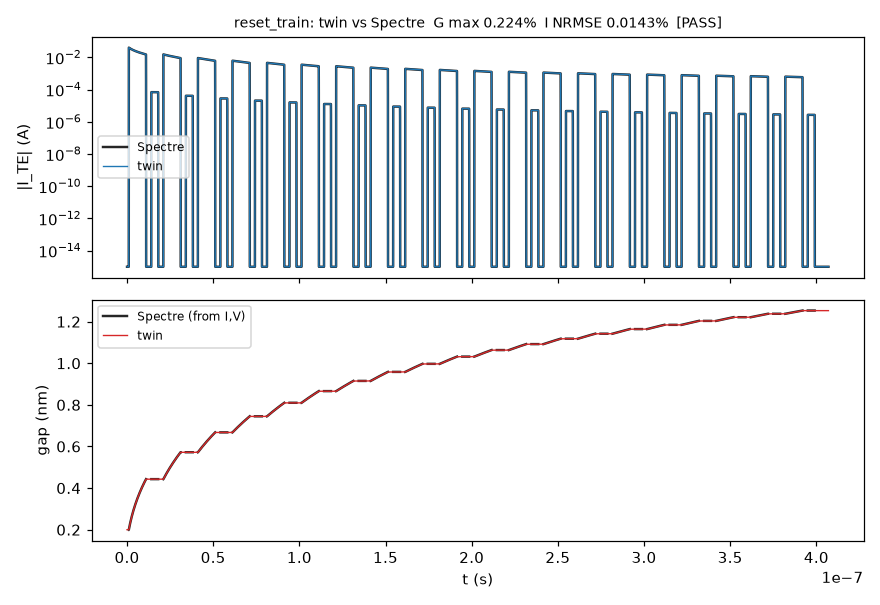 reset_train: twin vs Spectre  G max 0.224%  I NRMSE 0.0143%  [PASS]
|I_TE| (A)
10⁻²
10⁻⁴
10⁻⁶
10⁻⁸
10⁻¹⁰
10⁻¹²
10⁻¹⁴
Spectre
twin
gap (nm)
1.2
1.0
0.8
0.6
0.4
0.2
Spectre (from I,V)
twin
0.0 0.5 1.0 1.5 2.0 2.5 3.0 3.5 4.0
t (s)
1e−7